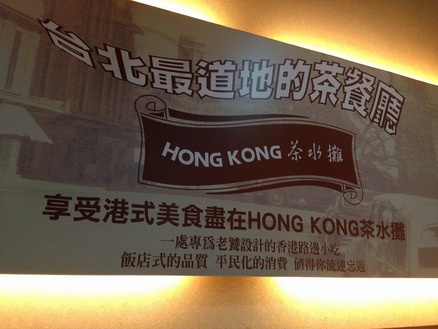 台北最道地的茶餐廳
HONG KONG 茶水攤
享受港式美食盡在HONG KONG茶水攤
一處專為老饕設計的香港路邊小吃
飯店式的品質 平民化的消費 值得你流連忘返